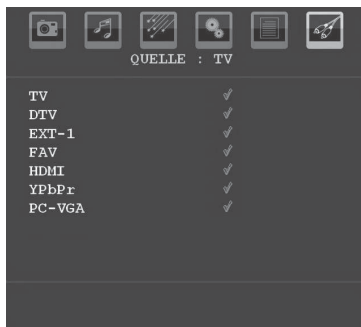 QUELLE : TV
TV
DTV
EXT-1
FAV
HDMI
YPbPr
PC-VGA